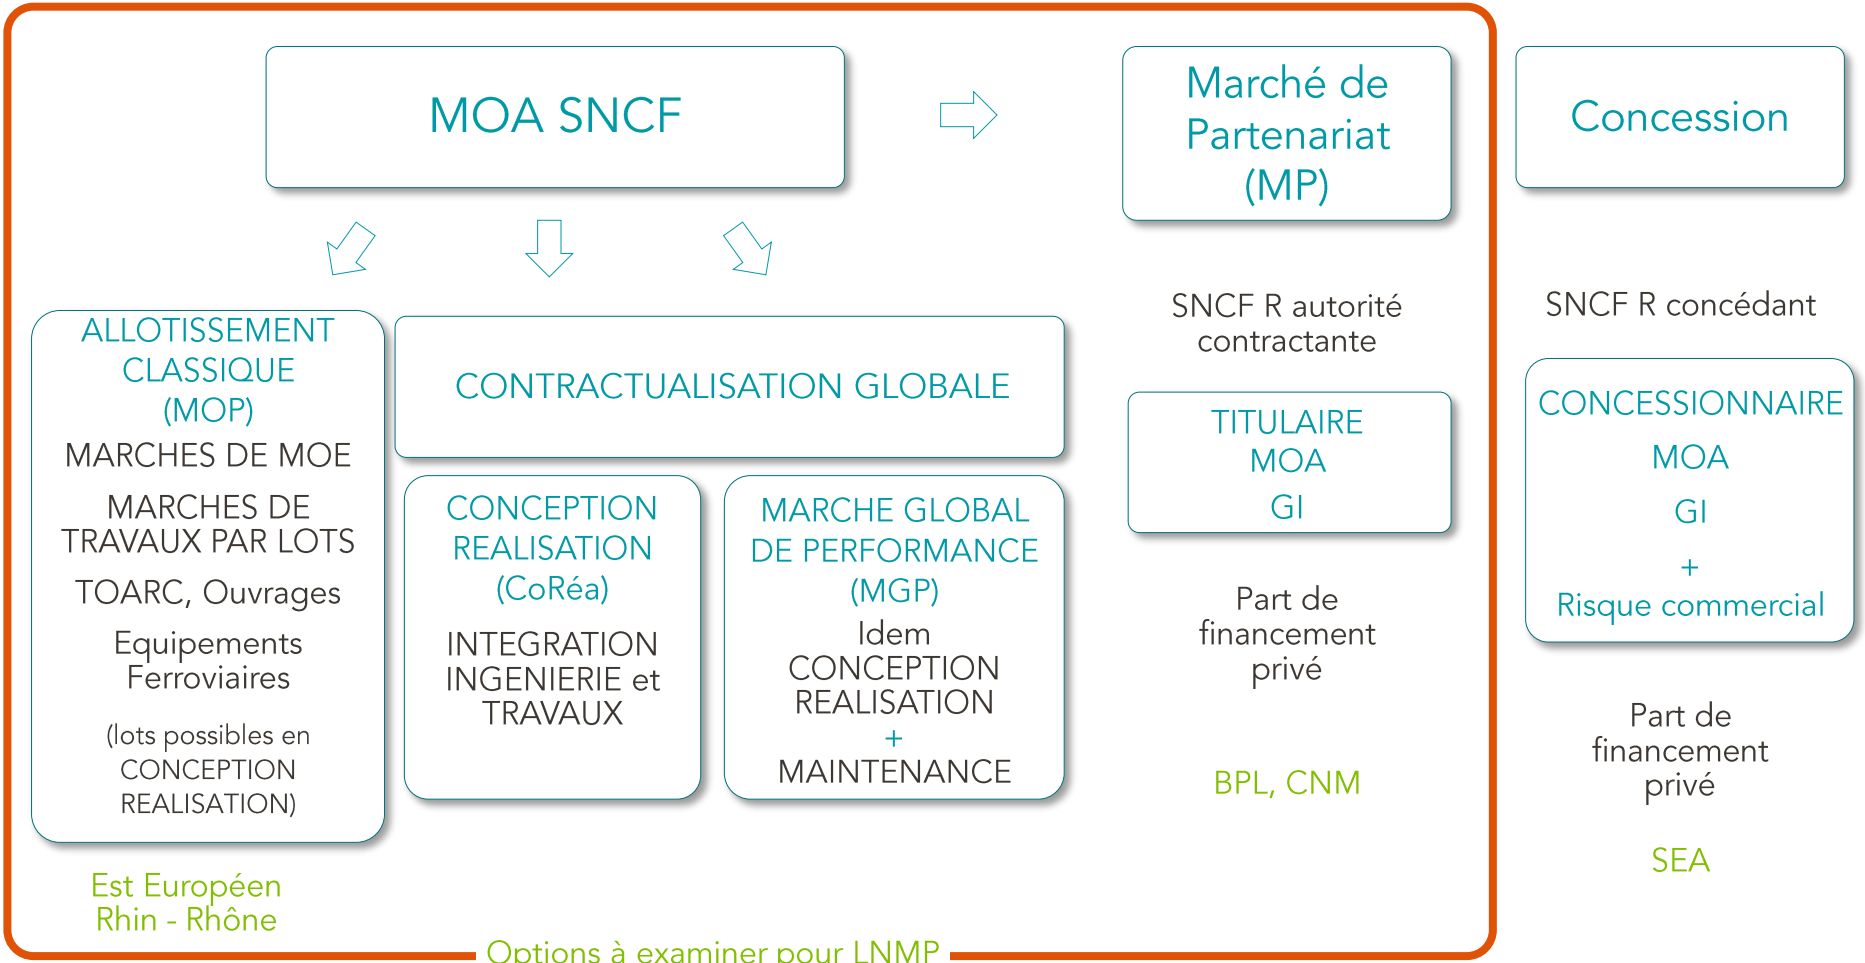 MOA SNCF
Marché de
Partenariat
(MP)
Concession
ALLOTISSEMENT
CLASSIQUE
(MOP)
MARCHES DE MOE
MARCHES DE
TRAVAUX PAR LOTS
TOARC, Ouvrages
Equipements
Ferroviaires
(lots possibles en
CONCEPTION
REALISATION)
Est Européen
Rhin - Rhône
CONTRACTUALISATION GLOBALE
CONCEPTION
REALISATION
(CoRéa)
INTEGRATION
INGENIERIE et
TRAVAUX
MARCHE GLOBAL
DE PERFORMANCE
(MGP)
Idem
CONCEPTION
REALISATION
+
MAINTENANCE
SNCF R autorité
contractante
TITULAIRE
MOA
GI
Part de
financement
privé
BPL, CNM
SNCF R concédant
CONCESSIONNAIRE
MOA
GI
+
Risque commercial
Part de
financement
privé
SEA
Options à examiner pour LNMP